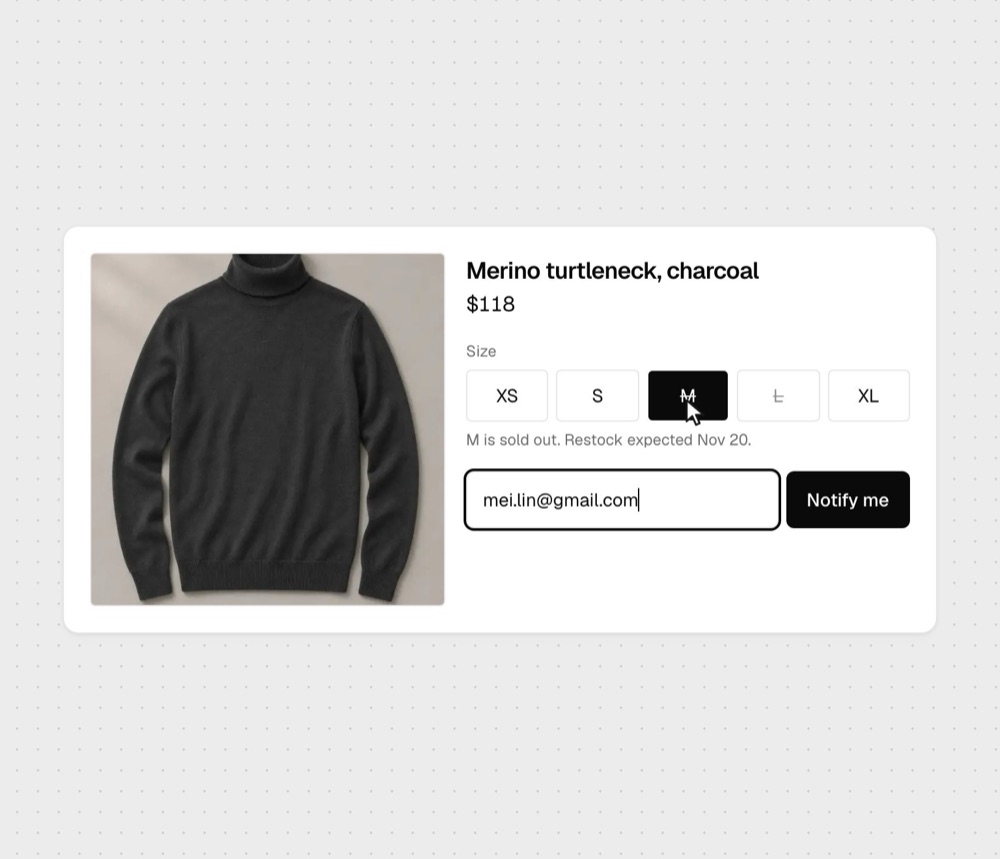 Merino turtleneck, charcoal
$118
Size
XS S M L XL
M is sold out. Restock expected Nov 20.
mei.lin@gmail.com Notify me